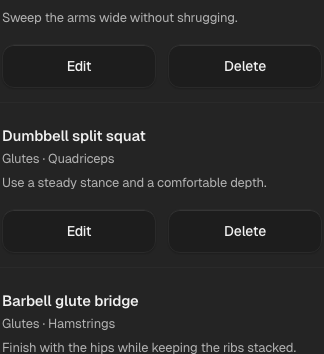 Sweep the arms wide without shrugging.
Edit Delete
Dumbbell split squat
Glutes · Quadriceps
Use a steady stance and a comfortable depth.
Edit Delete
Barbell glute bridge
Glutes · Hamstrings
Finish with the hips while keeping the ribs stacked.